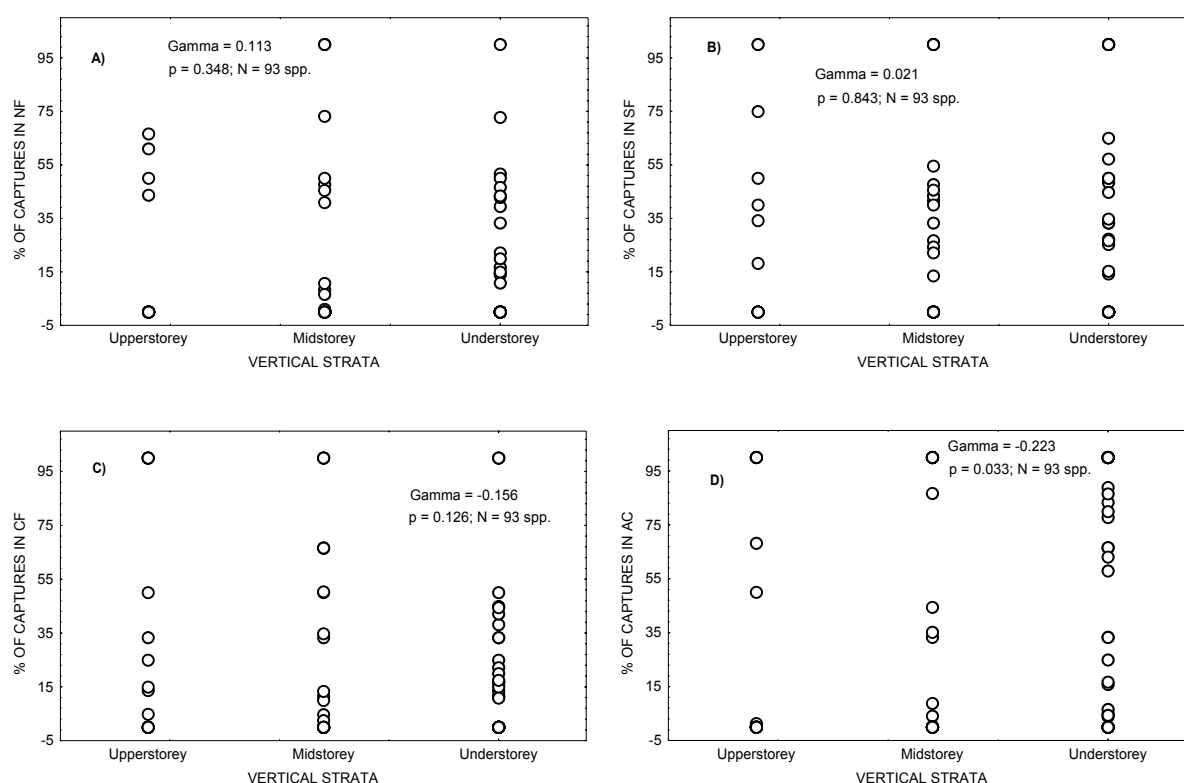 A)
Gamma = 0.113
p = 0.348; N = 93 spp.
% OF CAPTURES IN NF
95
75
55
35
15
-5
Upperstorey Midstorey Understorey
VERTICAL STRATA
B)
Gamma = 0.021
p = 0.843; N = 93 spp.
% OF CAPTURES IN SF
95
75
55
35
15
-5
Upperstorey Midstorey Understorey
VERTICAL STRATA
C)
Gamma = -0.156
p = 0.126; N = 93 spp.
% OF CAPTURES IN CF
95
75
55
35
15
-5
Upperstorey Midstorey Understorey
VERTICAL STRATA
D)
Gamma = -0.223
p = 0.033; N = 93 spp.
% OF CAPTURES IN AC
95
75
55
35
15
-5
Upperstorey Midstorey Understorey
VERTICAL STRATA